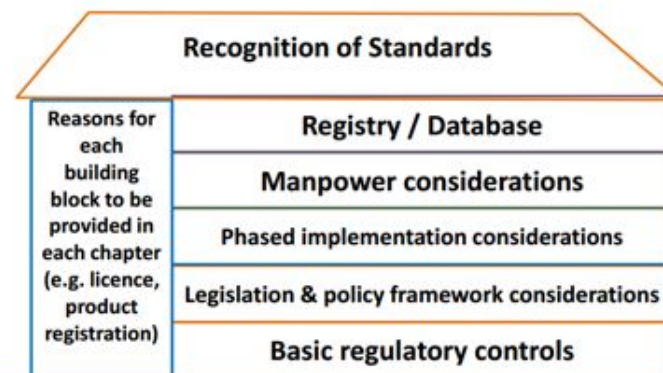 Recognition of Standards
Reasons for
each
building
block to be
provided in
each chapter
(e.g. licence,
product
registration)
Registry / Database
Manpower considerations
Phased implementation considerations
Legislation & policy framework considerations
Basic regulatory controls